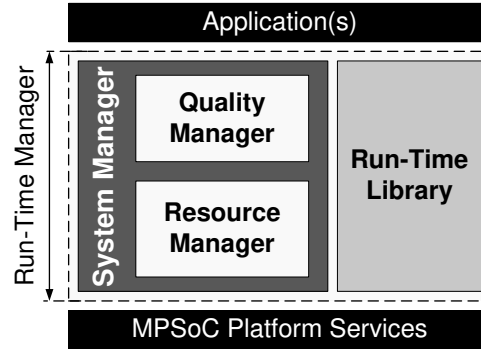 Application(s)
Run-Time Manager
System Manager
Quality
Manager
Resource
Manager
Run-Time
Library
MPSoC Platform Services